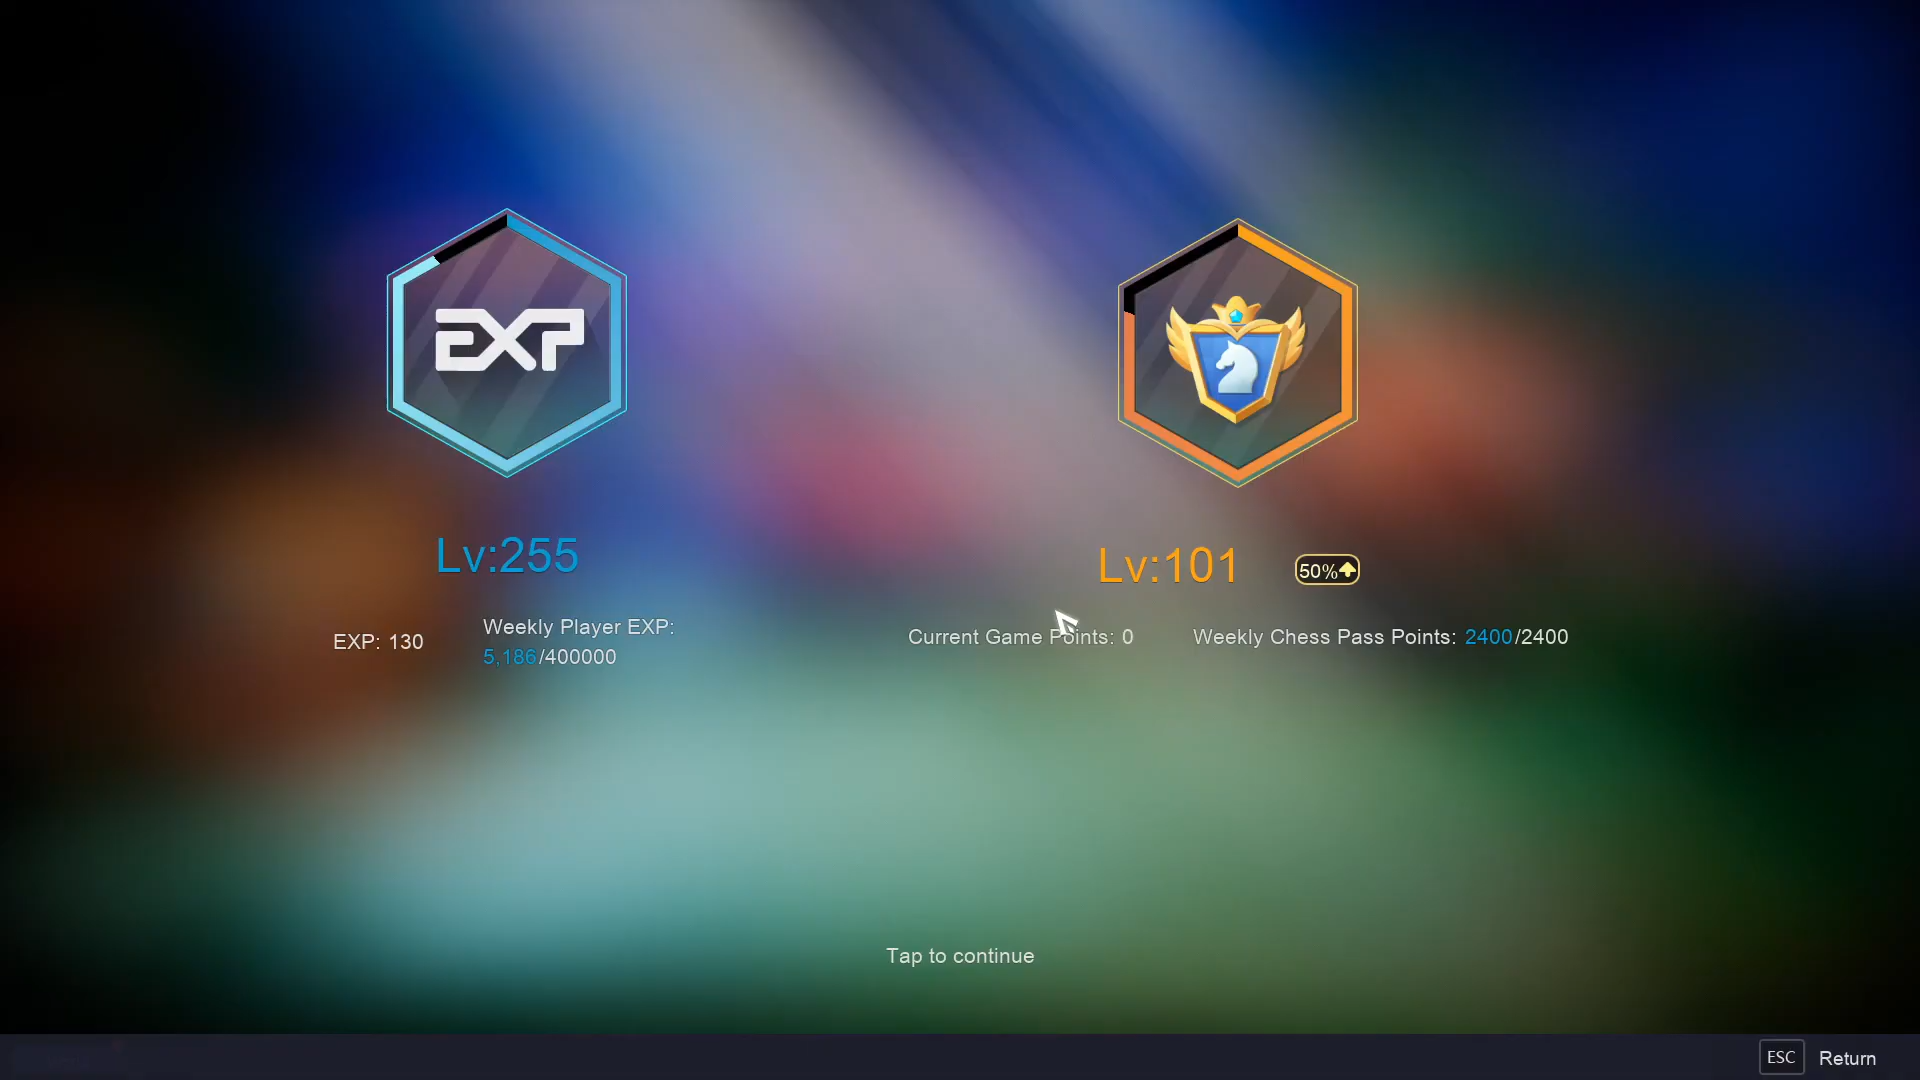 EXP
Lv:255
EXP: 130
Weekly Player EXP:
5,186/400000
Lv:101
50%
Current Game Points: 0
Weekly Chess Pass Points: 2400/2400
Tap to continue
ESC Return